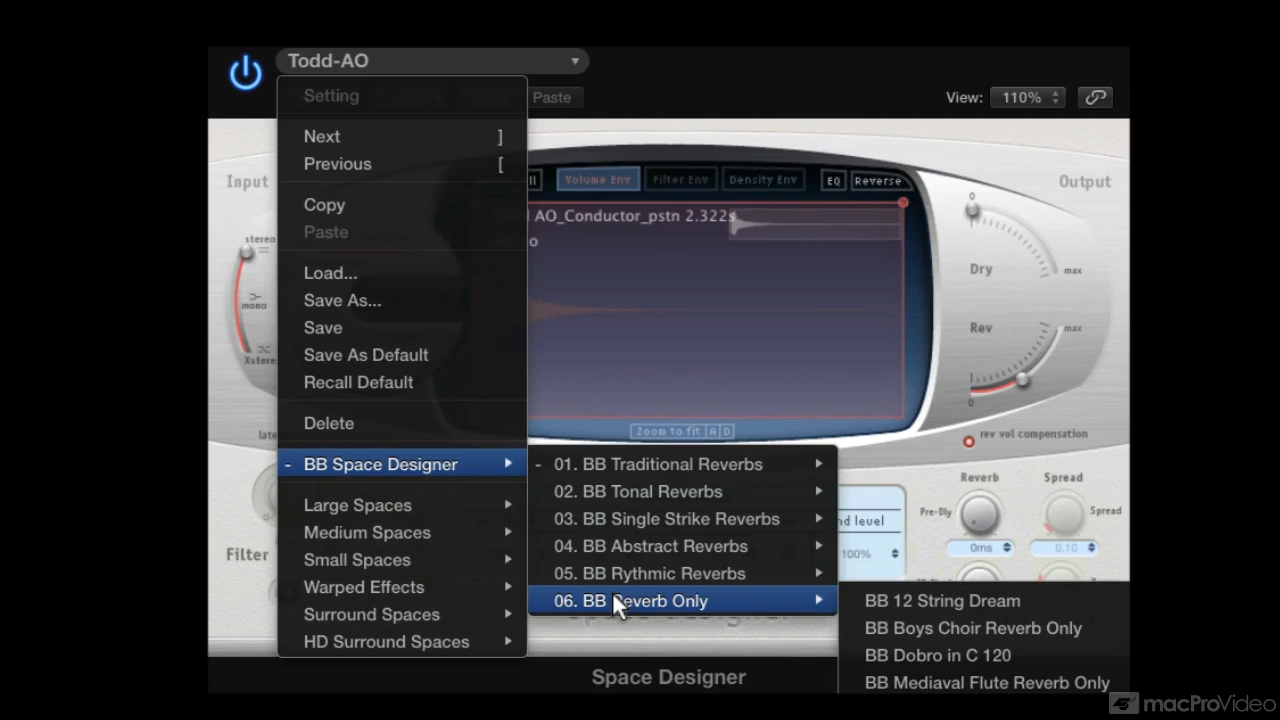 Todd-AO
Setting
Paste
View: 110%
Next ]
Previous [
Copy
Paste
Load...
Save As...
Save
Save As Default
Recall Default
Delete
- BB Space Designer
Large Spaces
Medium Spaces
Small Spaces
Warped Effects
Surround Spaces
HD Surround Spaces
- 01. BB Traditional Reverbs
02. BB Tonal Reverbs
03. BB Single Strike Reverbs
04. BB Abstract Reverbs
05. BB Rythmic Reverbs
06. BB Reverb Only
BB 12 String Dream
BB Boys Choir Reverb Only
BB Dobro in C 120
BB Mediaval Flute Reverb Only
Input
stereo
mono
Xstereo
Filter
Volume Env Filter Env Density Env EQ Reverse
AO_Conductor_pstn 2.322s
Zoom to fit A D
Output
0
Dry
max
Rev
max
0
rev vol compensation
Reverb Spread
Pre-Dly Spread
0ms 0.10
level
100%
Space Designer
macProVideo